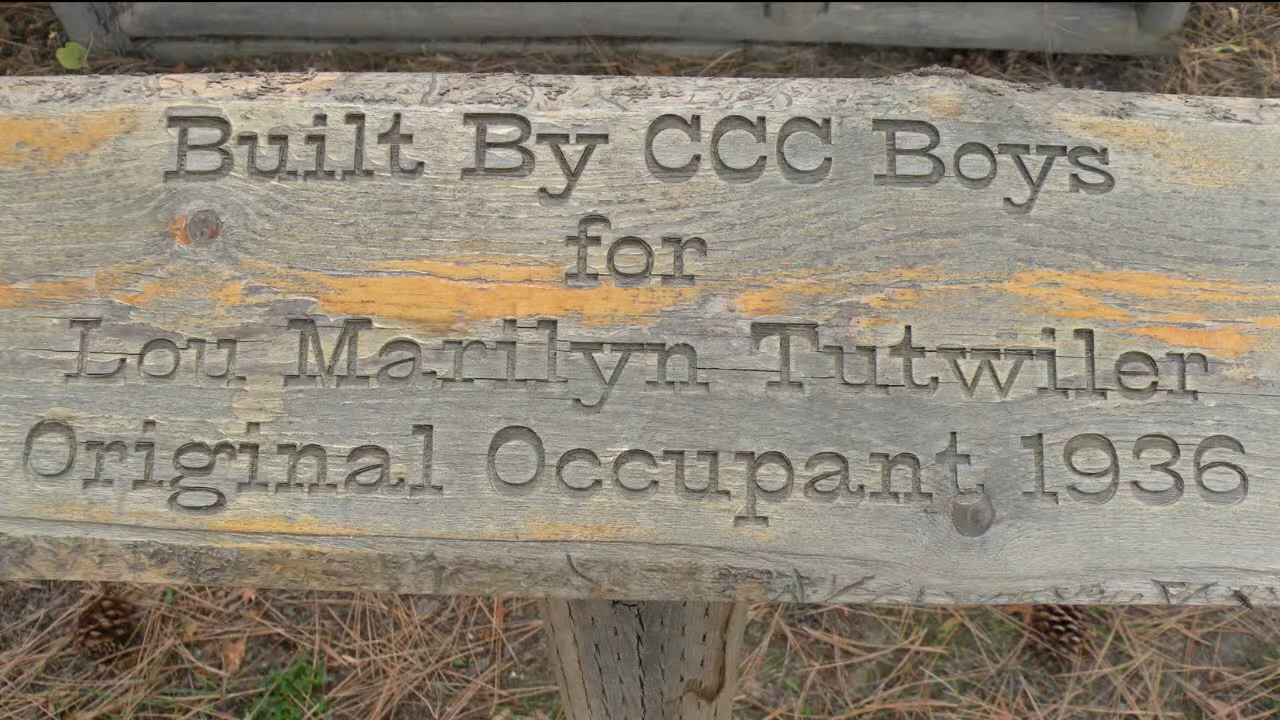 Built By CCC Boys
for
Lou Marilyn Tutwiler
Original Occupant 1936